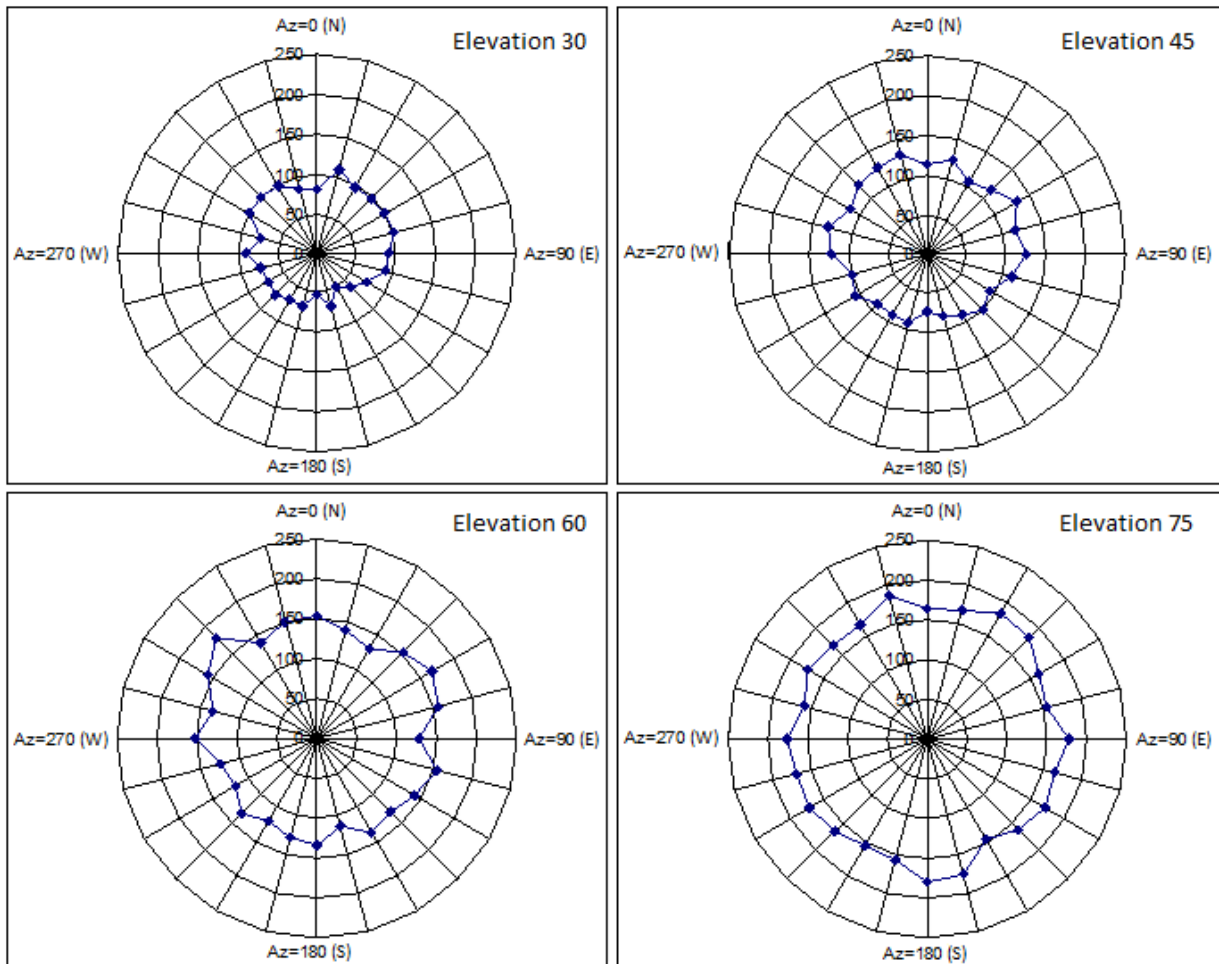 Az=0 (N)
Elevation 30
250
200
150
100
50
0
Az=270 (W)
Az=90 (E)
Az=180 (S)
Az=0 (N)
Elevation 45
250
200
150
100
50
0
Az=270 (W)
Az=90 (E)
Az=180 (S)
Az=0 (N)
Elevation 60
250
200
150
100
50
0
Az=270 (W)
Az=90 (E)
Az=180 (S)
Az=0 (N)
Elevation 75
250
200
150
100
50
0
Az=270 (W)
Az=90 (E)
Az=180 (S)